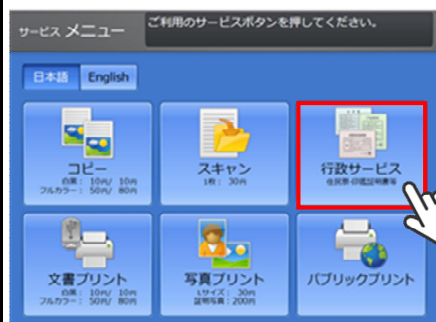 サービス メニュー
ご利用のサービスボタンを押してください。
日本語 English
コピー
白黒： 10円/ 10円
フルカラー： 50円/ 80円
スキャン
1枚： 30円
行政サービス
住民票・印鑑証明書等
文書プリント
白黒： 10円/ 10円
フルカラー： 50円/ 80円
写真プリント
Lサイズ： 30円
証明写真：200円
パブリックプリント